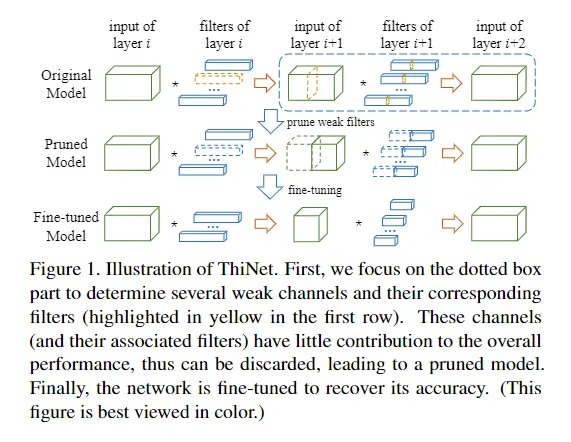 input of filters of input of filters of input of
layer i layer i layer i+1 layer i+1 layer i+2
Original
Model
* ... * ...
prune weak filters
Pruned
Model
* ... * ...
fine-tuning
Fine-tuned
Model
* ... * ...
Figure 1. Illustration of ThiNet. First, we focus on the dotted box
part to determine several weak channels and their corresponding
filters (highlighted in yellow in the first row). These channels
(and their associated filters) have little contribution to the overall
performance, thus can be discarded, leading to a pruned model.
Finally, the network is fine-tuned to recover its accuracy. (This
figure is best viewed in color.)